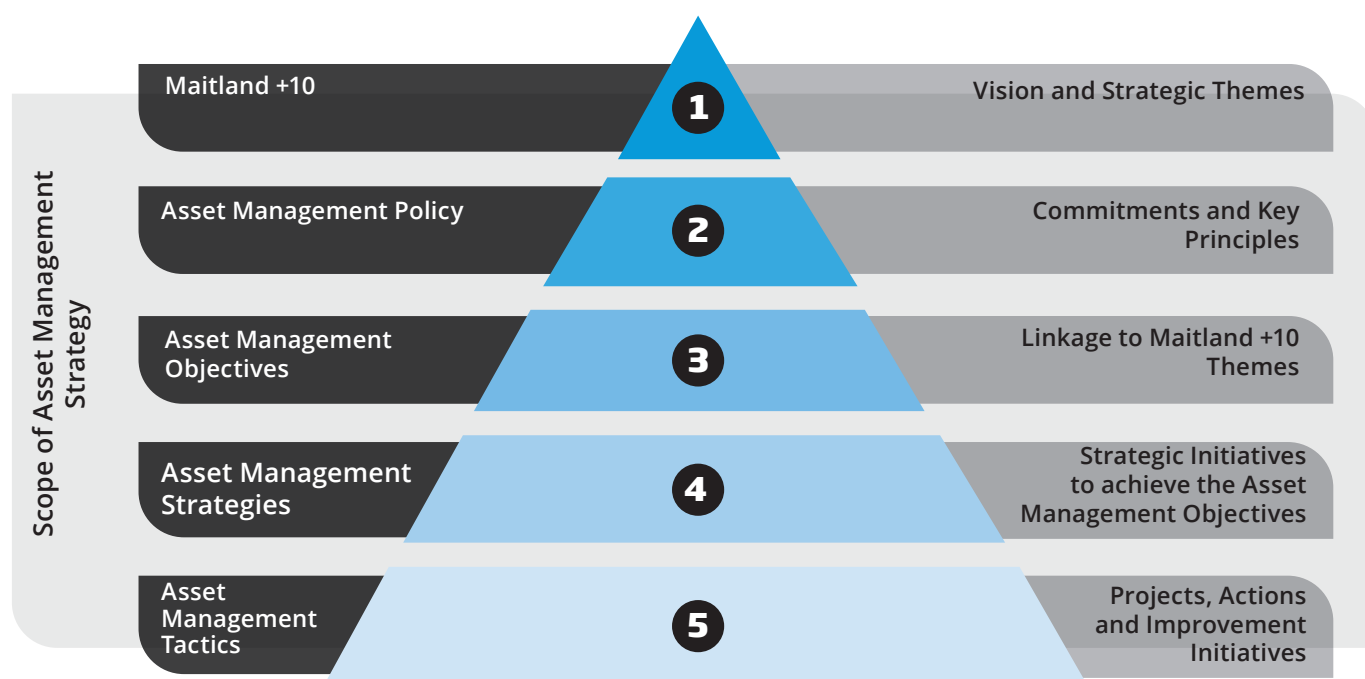 Scope of Asset Management
Strategy
Maitland +10
1
Vision and Strategic Themes
Asset Management Policy
2
Commitments and Key
Principles
Asset Management
Objectives
3
Linkage to Maitland +10
Themes
Asset Management
Strategies
4
Strategic Initiatives
to achieve the Asset
Management Objectives
Asset
Management
Tactics
5
Projects, Actions
and Improvement
Initiatives